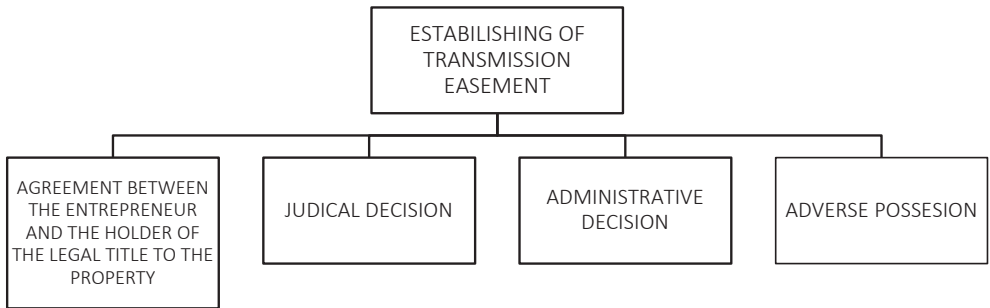 ESTABILISHING OF
TRANSMISSION
EASEMENT
AGREEMENT BETWEEN
THE ENTREPRENEUR
AND THE HOLDER OF
THE LEGAL TITLE TO THE
PROPERTY
JUDICAL DECISION
ADMINISTRATIVE
DECISION
ADVERSE POSSESION